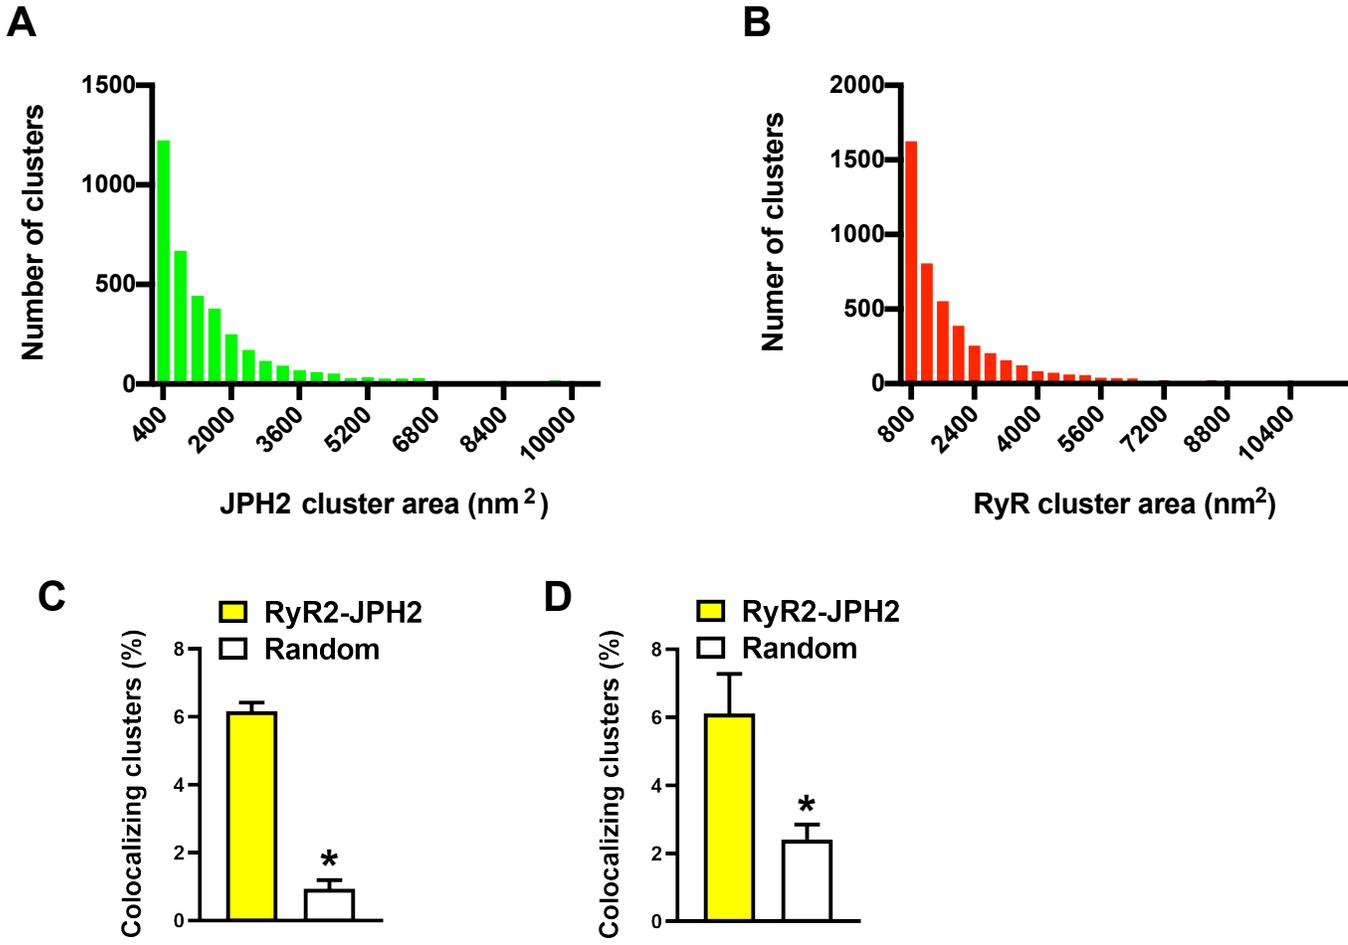 A
Number of clusters
1500
1000
500
0
400
2000
3600
5200
6800
8400
10000
JPH2 cluster area (nm²)
B
Numer of clusters
2000
1500
1000
500
0
800
2400
4000
5600
7200
8800
10400
RyR cluster area (nm²)
C
RyR2-JPH2
Random
Colocalizing clusters (%)
8
6
4
2
0
*
D
RyR2-JPH2
Random
Colocalizing clusters (%)
8
6
4
2
0
*